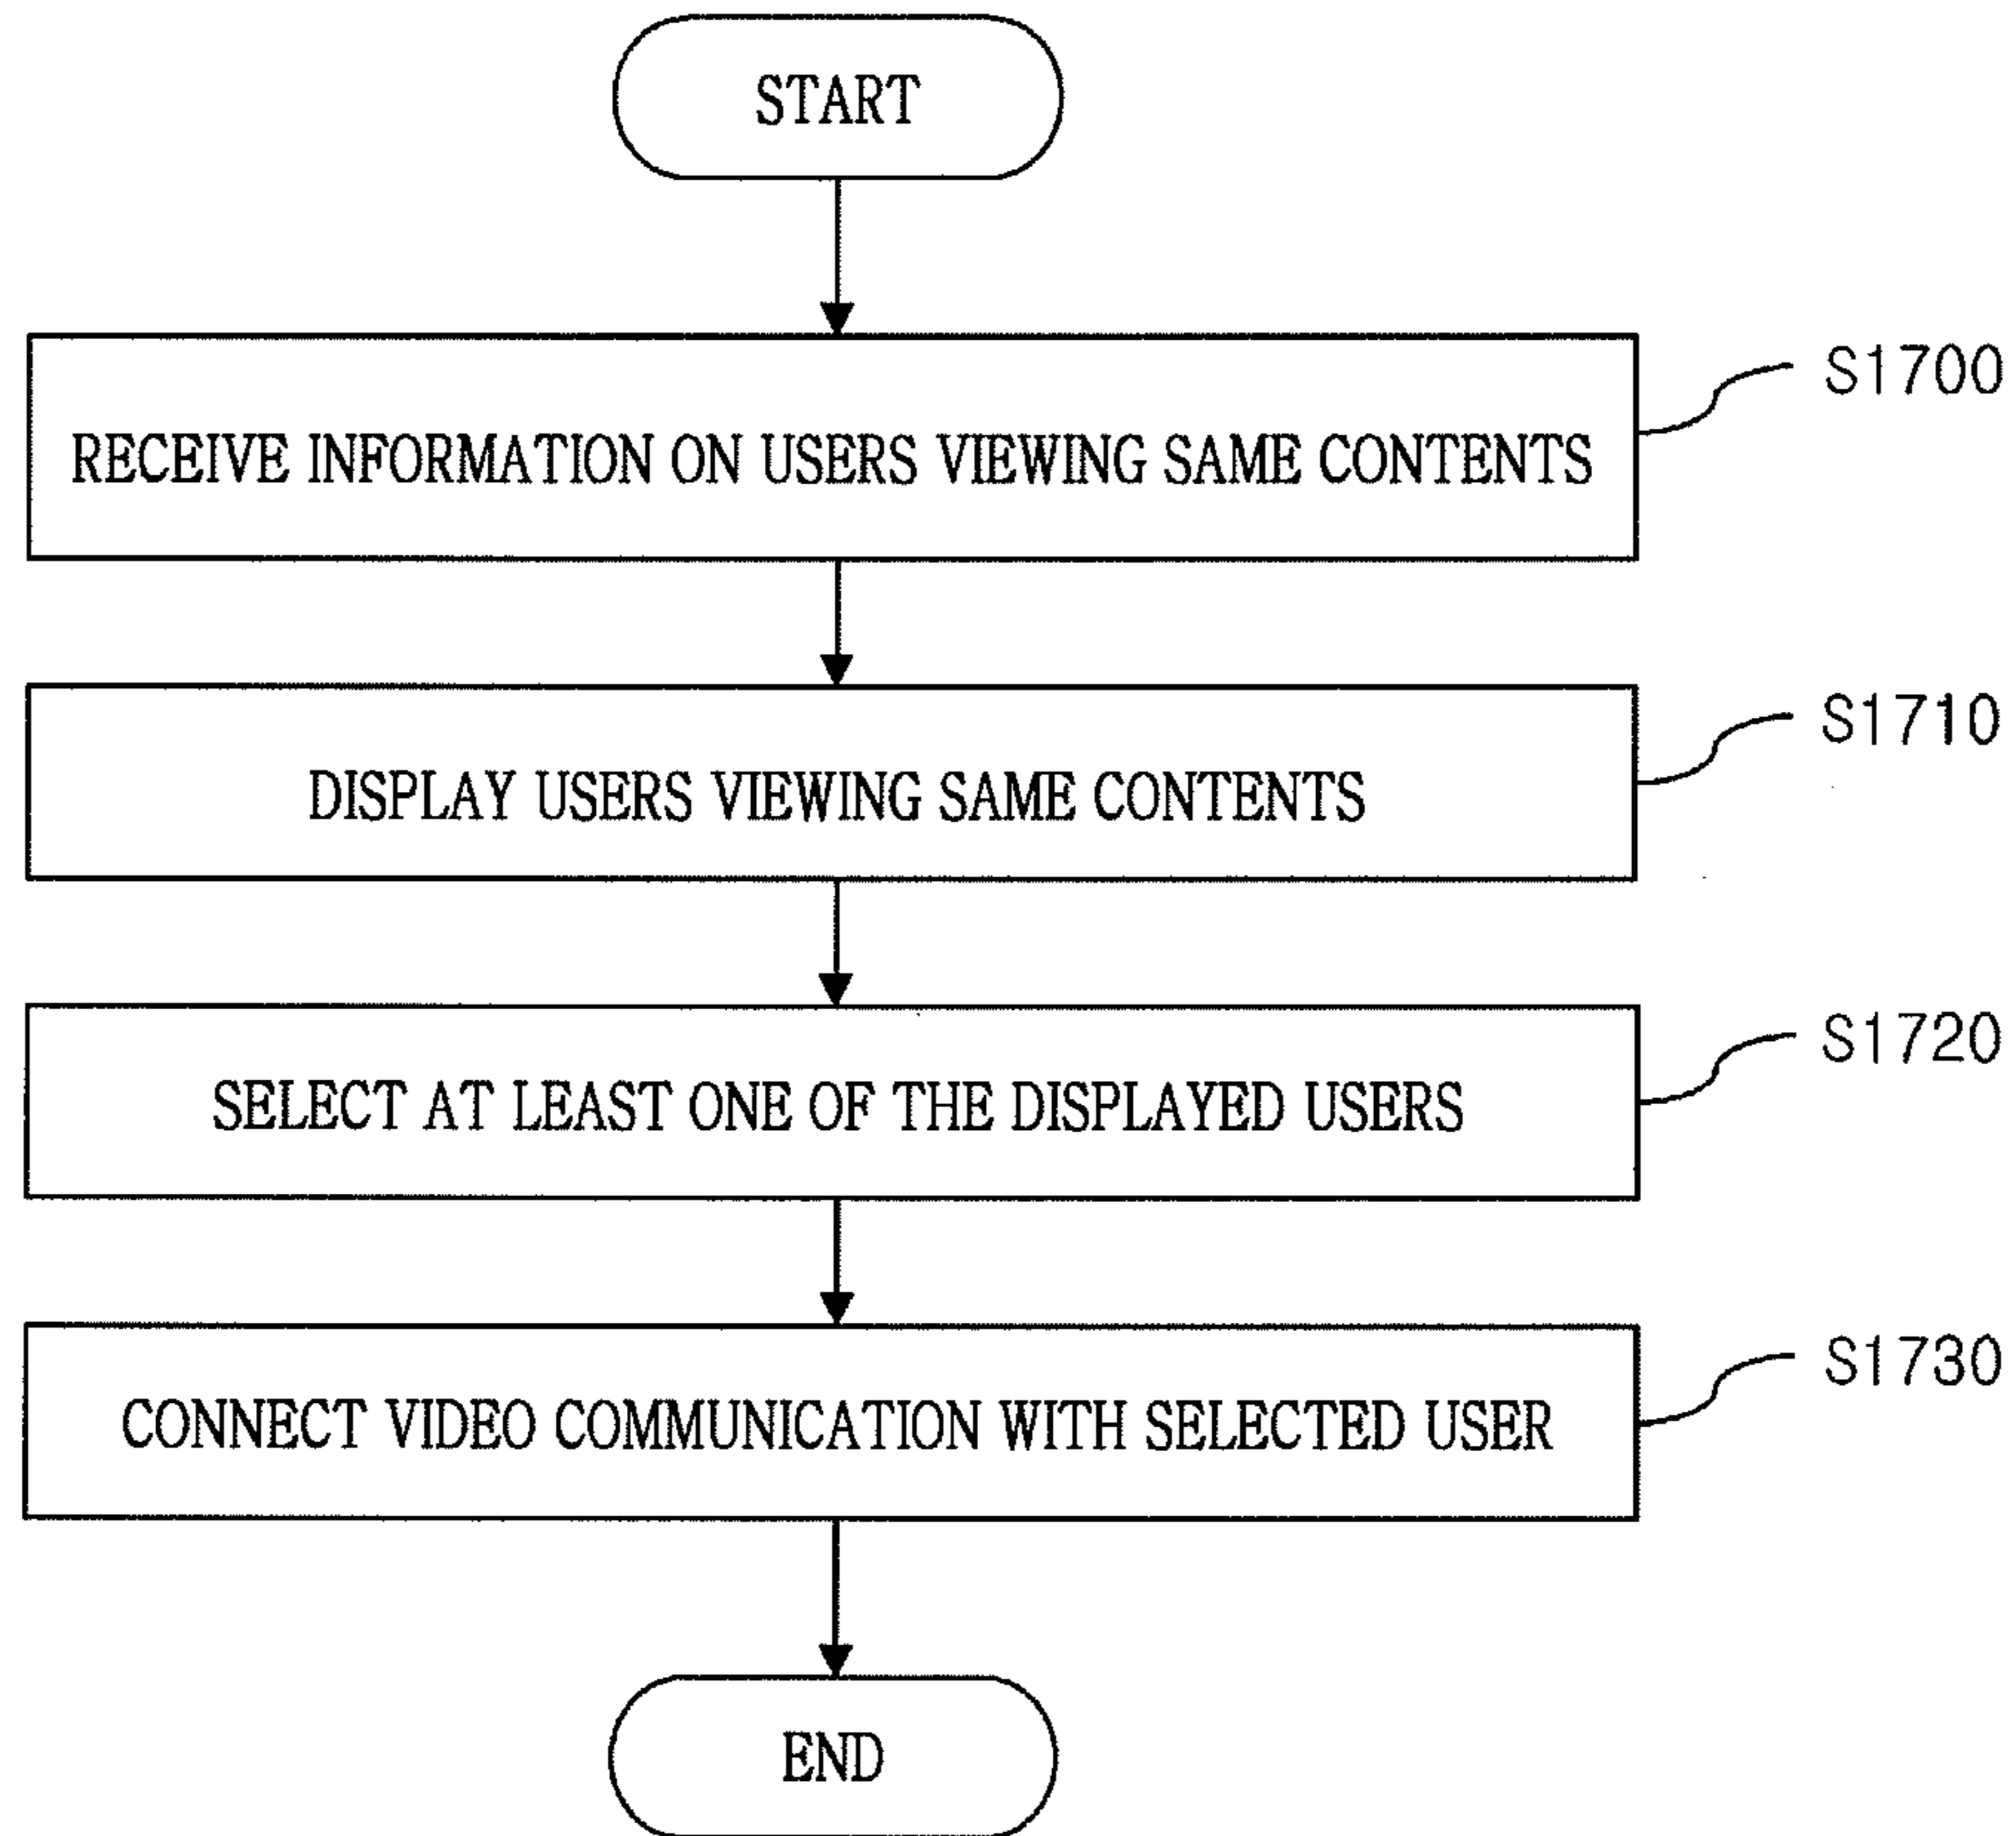 START
S1700
RECEIVE INFORMATION ON USERS VIEWING SAME CONTENTS
S1710
DISPLAY USERS VIEWING SAME CONTENTS
S1720
SELECT AT LEAST ONE OF THE DISPLAYED USERS
S1730
CONNECT VIDEO COMMUNICATION WITH SELECTED USER
END